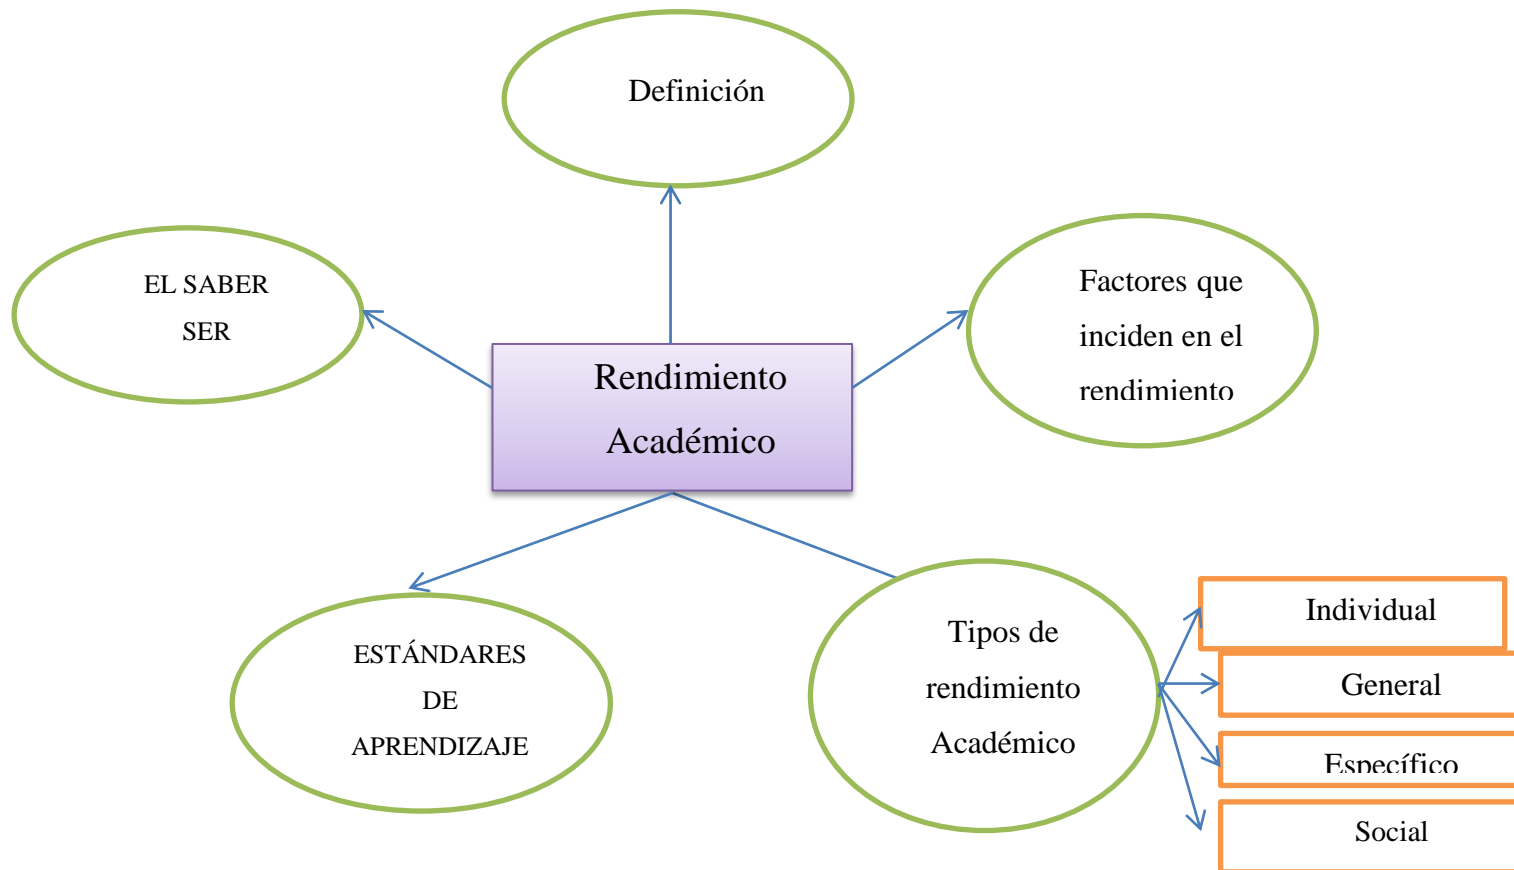 Definición
EL SABER
SER
Factores que
inciden en el
rendimiento
Rendimiento
Académico
ESTÁNDARES
DE
APRENDIZAJE
Tipos de
rendimiento
Académico
Individual
General
Específico
Social